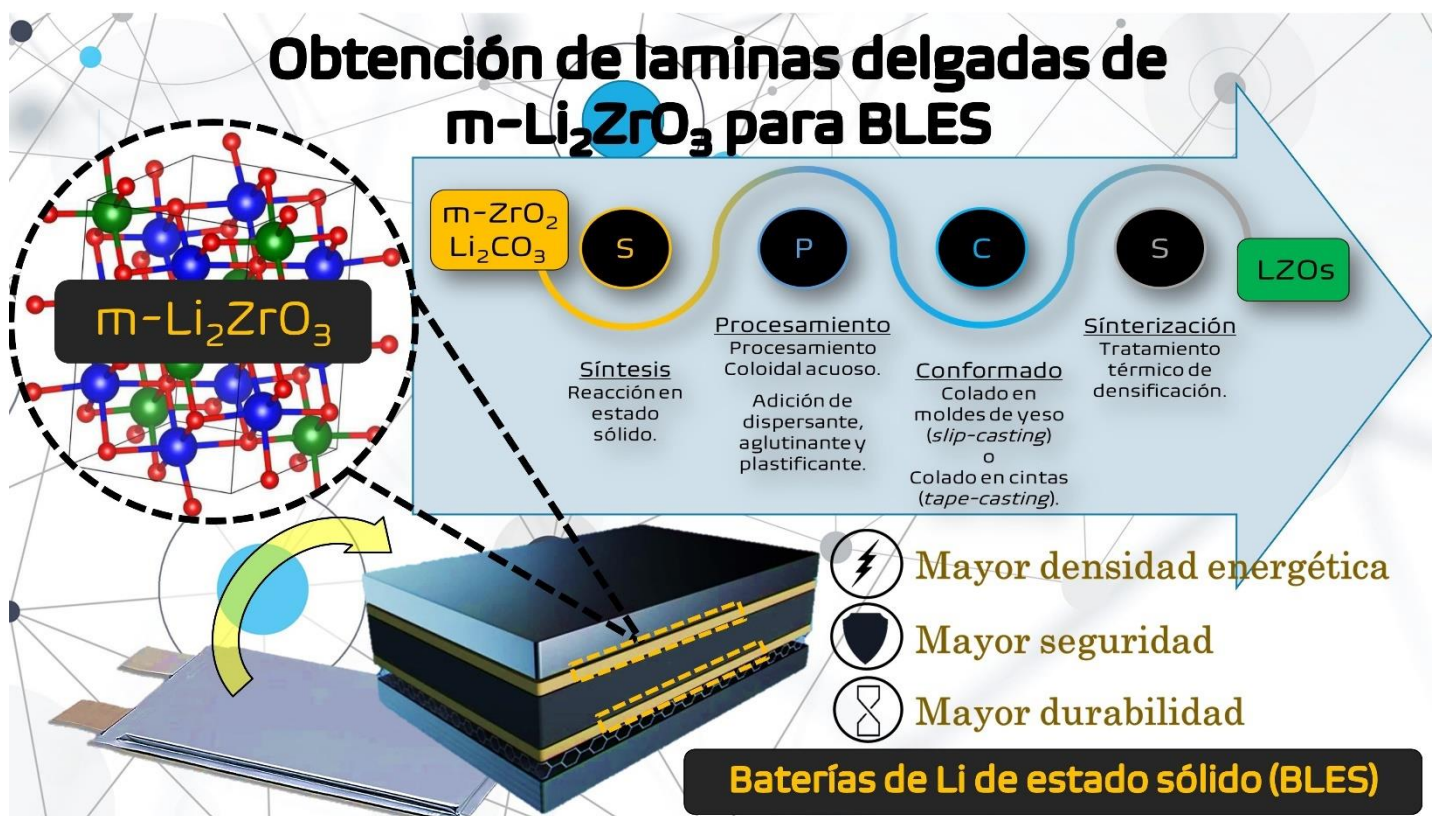 Obtención de laminas delgadas de
m-Li₂ZrO₃ para BLES
m-Li₂ZrO₃
m-ZrO₂
Li₂CO₃
S
P
C
S
LZOs
Síntesis
Reacción en
estado
sólido.
Procesamiento
Procesamiento
Coloidal acuoso.
Adición de
dispersante,
aglutinante y
plastificante.
Conformado
Colado en
moldes de yeso
(slip-casting)
o
Colado en cintas
(tape-casting).
Sínterización
Tratamiento
térmico de
densificación.
Mayor densidad energética
Mayor seguridad
Mayor durabilidad
Baterías de Li de estado sólido (BLES)